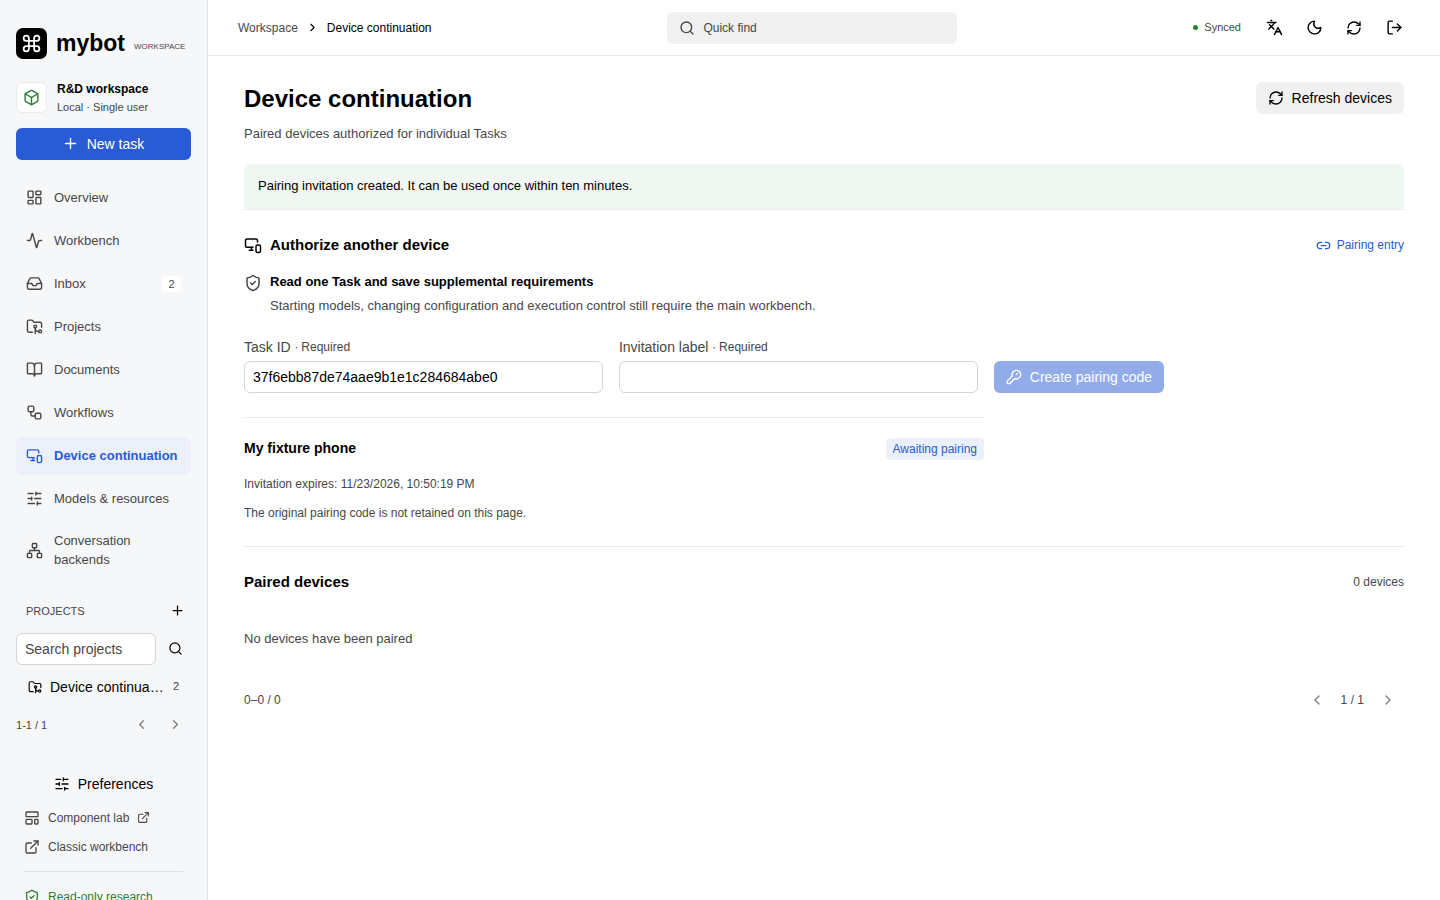 mybot WORKSPACE
R&D workspace
Local · Single user
New task
Overview
Workbench
Inbox 2
Projects
Documents
Workflows
Device continuation
Models & resources
Conversation
backends
PROJECTS
Search projects
Device continua… 2
1-1 / 1
Preferences
Component lab
Classic workbench
Read-only research
Workspace Device continuation
Quick find
Synced
Device continuation
Refresh devices
Paired devices authorized for individual Tasks
Pairing invitation created. It can be used once within ten minutes.
Authorize another device
Pairing entry
Read one Task and save supplemental requirements
Starting models, changing configuration and execution control still require the main workbench.
Task ID · Required
Invitation label · Required
37f6ebb87de74aae9b1e1c284684abe0
Create pairing code
My fixture phone
Awaiting pairing
Invitation expires: 11/23/2026, 10:50:19 PM
The original pairing code is not retained on this page.
Paired devices
0 devices
No devices have been paired
0–0 / 0
1 / 1